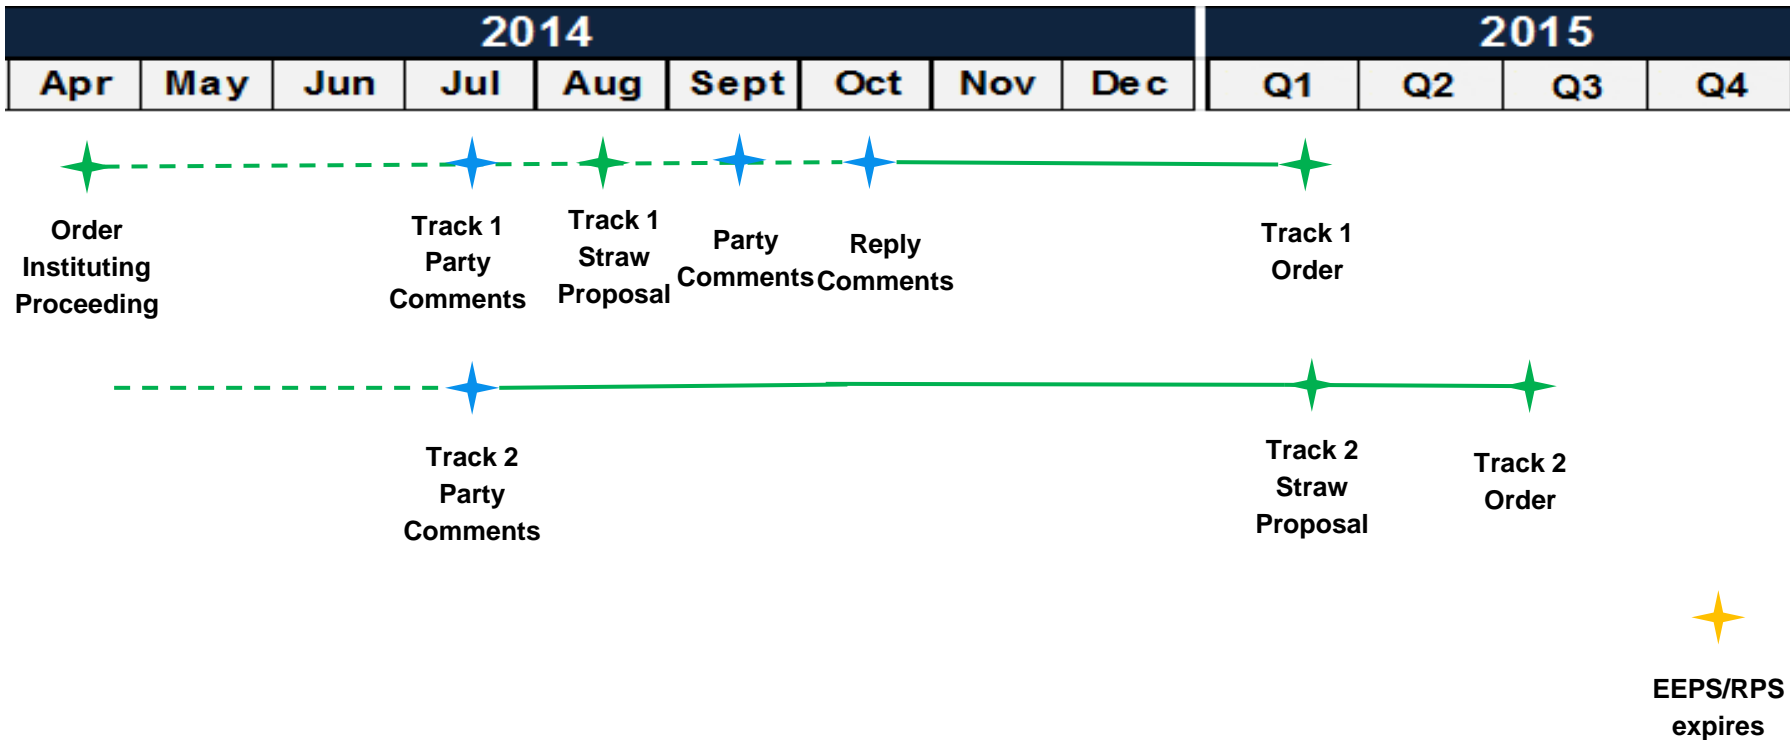 2014
2015
Apr May Jun Jul Aug Sept Oct Nov Dec Q1 Q2 Q3 Q4
Order
Instituting
Proceeding
Track 1
Party
Comments
Track 1
Straw
Proposal
Party
Comments
Reply
Comments
Track 1
Order
Track 2
Party
Comments
Track 2
Straw
Proposal
Track 2
Order
EEPS/RPS
expires